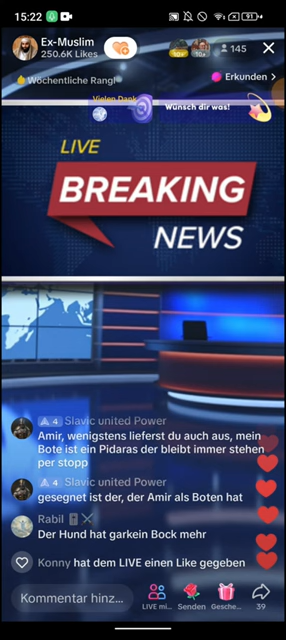 15:22
91
Ex-Muslim
250.6K Likes
10+
10+
145
Wöchentliche Rangl
Erkunden >
Vielen Dank
Wünsch dir was!
LIVE
BREAKING
NEWS
4 Slavic united Power
Amir, wenigstens lieferst du auch aus, mein
Bote ist ein Pidaras der bleibt immer stehen
per stopp
4 Slavic united Power
gesegnet ist der, der Amir als Boten hat
Rabil
Der Hund hat garkein Bock mehr
Konny hat dem LIVE einen Like gegeben
Kommentar hinz...
LIVE mi...
Senden
Gesche...
39